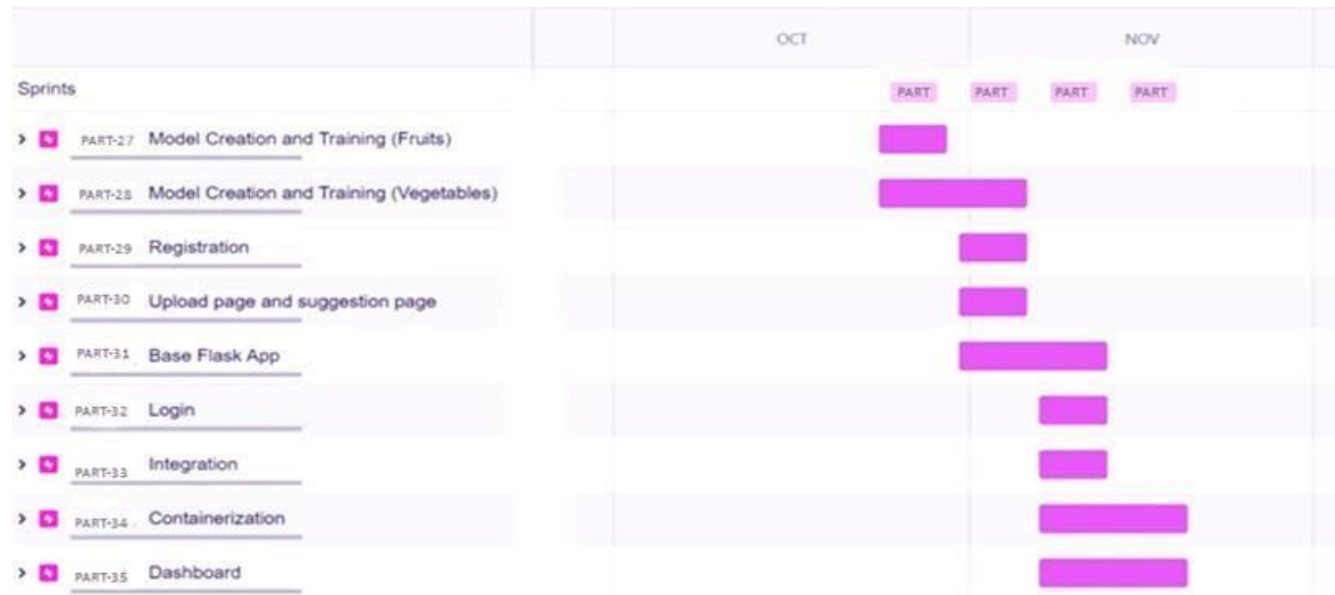 OCT NOV
Sprints PART PART PART PART
PART-27 Model Creation and Training (Fruits)
PART-28 Model Creation and Training (Vegetables)
PART-29 Registration
PART-30 Upload page and suggestion page
PART-31 Base Flask App
PART-32 Login
PART-33 Integration
PART-34 Containerization
PART-35 Dashboard